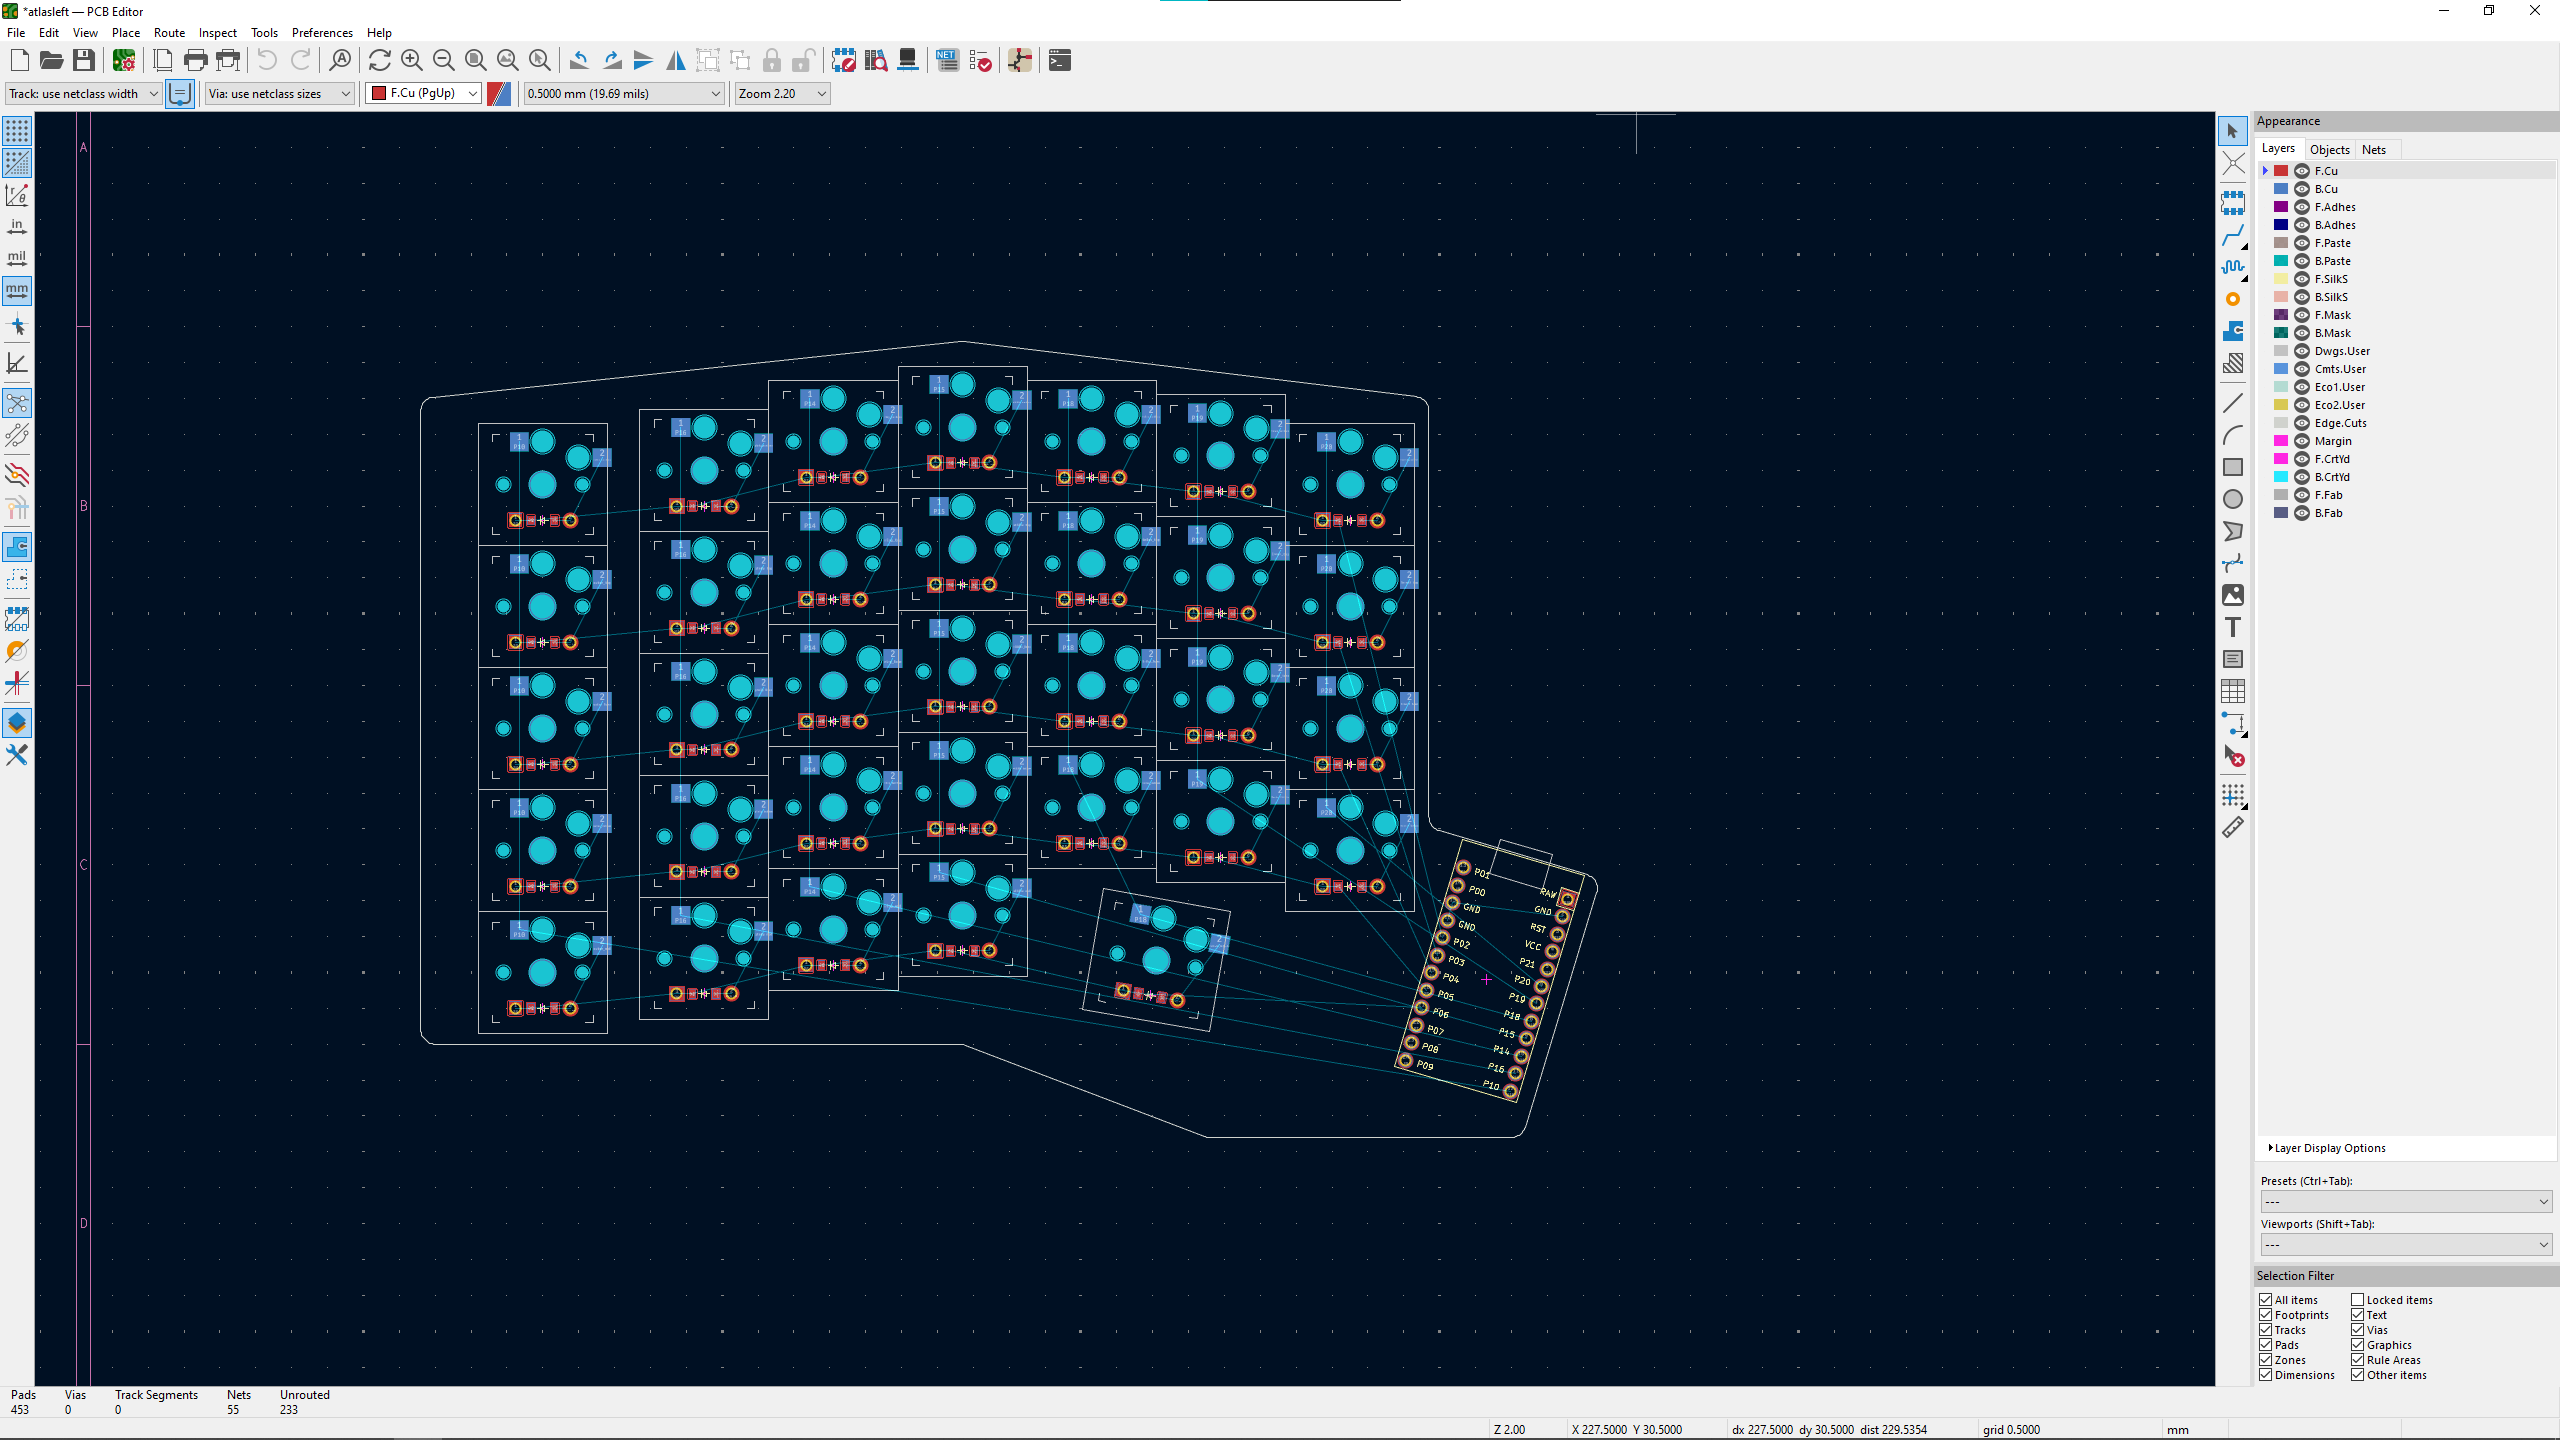 *atlasleft — PCB Editor
File Edit View Place Route Inspect Tools Preferences Help
Track: use netclass width
Via: use netclass sizes
F.Cu (PgUp)
0.5000 mm (19.69 mils)
Zoom 2.20
in
mil
mm
A
B
C
D
P01
P00
GND
GND
P02
P03
P04
P05
P06
P07
P08
P09
RAW
GND
RST
VCC
P21
P20
P19
P18
P15
P14
P16
P10
Appearance
Layers Objects Nets
F.Cu
B.Cu
F.Adhes
B.Adhes
F.Paste
B.Paste
F.SilkS
B.SilkS
F.Mask
B.Mask
Dwgs.User
Cmts.User
Eco1.User
Eco2.User
Edge.Cuts
Margin
F.CrtYd
B.CrtYd
F.Fab
B.Fab
Layer Display Options
Presets (Ctrl+Tab):
---
Viewports (Shift+Tab):
---
Selection Filter
All items Locked items
Footprints Text
Tracks Vias
Pads Graphics
Zones Rule Areas
Dimensions Other items
Pads Vias Track Segments Nets Unrouted
453 0 0 55 233
Z 2.00 X 227.5000 Y 30.5000 dx 227.5000 dy 30.5000 dist 229.5354 grid 0.5000 mm